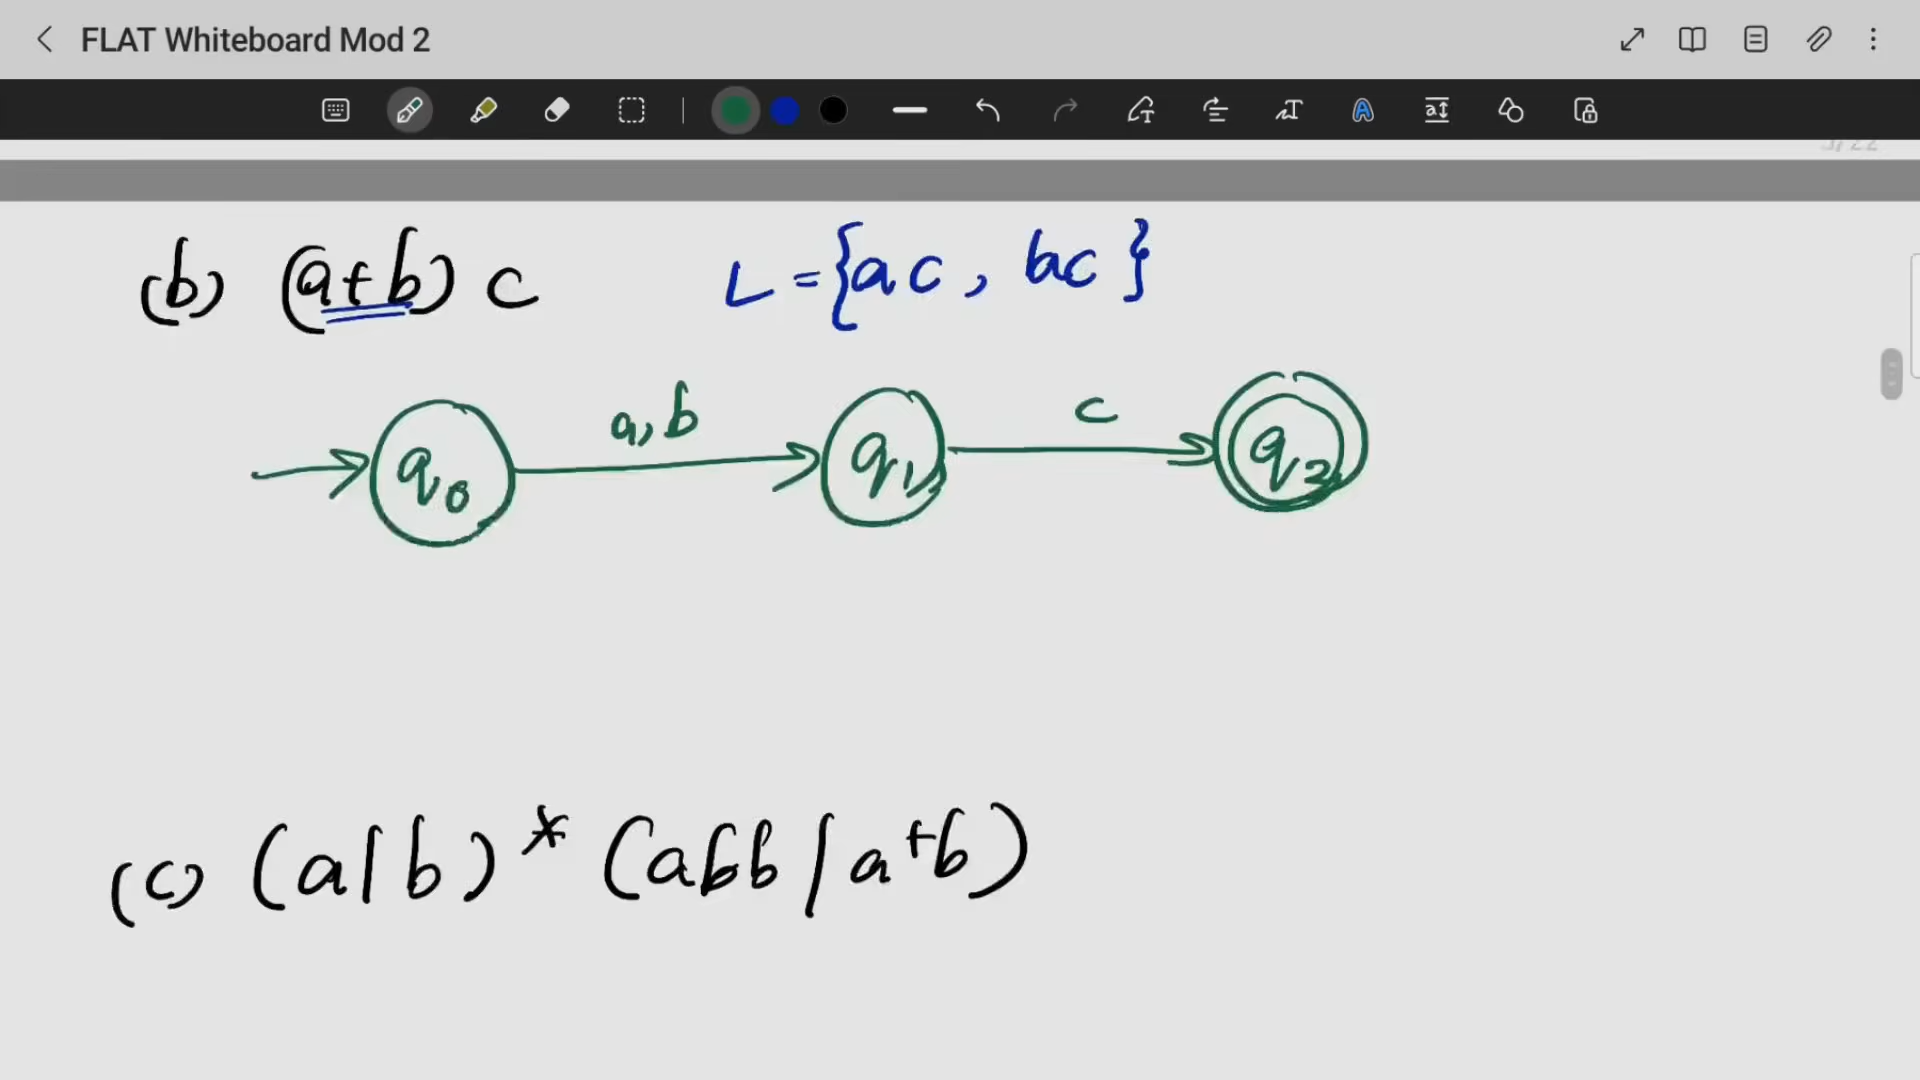 FLAT Whiteboard Mod 2
(b) (a+b) c L = {ac, bc}
a, b c
q0 q1 q2
(c) (a|b)* (abb/a⁺b)